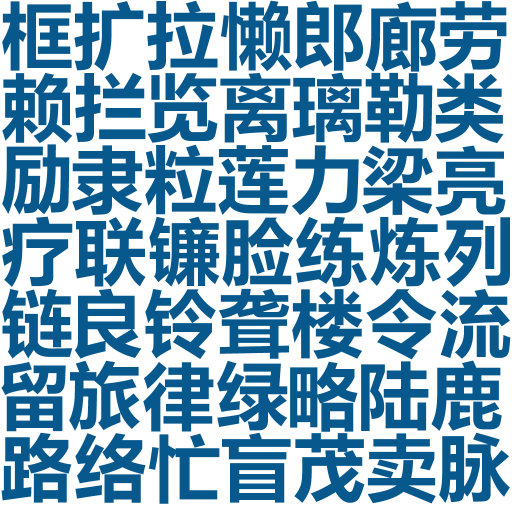 框扩拉懒郎廊劳
赖拦览离璃勒类
励隶粒莲力梁亮
疗联镰脸练炼列
链良铃聋楼令流
留旅律绿略陆鹿
路络忙盲茂卖脉